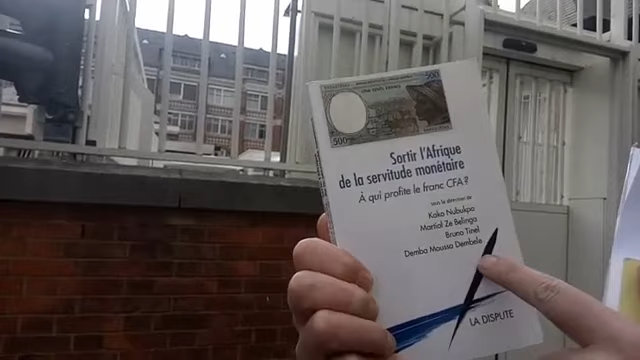 500
500
Sortir l'Afrique
de la servitude monétaire
À qui profite le franc CFA ?
sous la direction de
Kako Nubukpo
Martial Ze Belinga
Bruno Tinel
Demba Moussa Dembele
LA DISPUTE